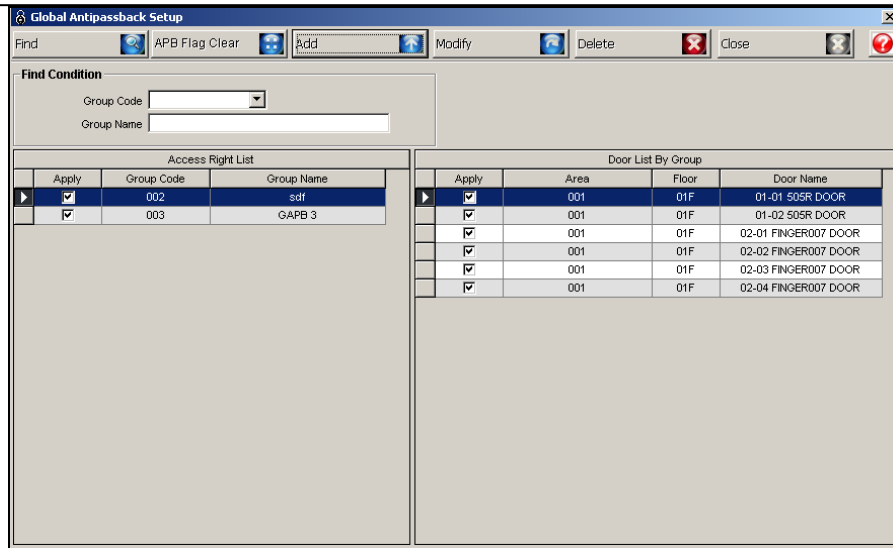 Global Antipassback Setup
Find APB Flag Clear Add Modify Delete Close
Find Condition
Group Code
Group Name
Access Right List
Apply Group Code Group Name
002 sdf
003 GAPB 3
Door List By Group
Apply Area Floor Door Name
001 01F 01-01 505R DOOR
001 01F 01-02 505R DOOR
001 01F 02-01 FINGER007 DOOR
001 01F 02-02 FINGER007 DOOR
001 01F 02-03 FINGER007 DOOR
001 01F 02-04 FINGER007 DOOR